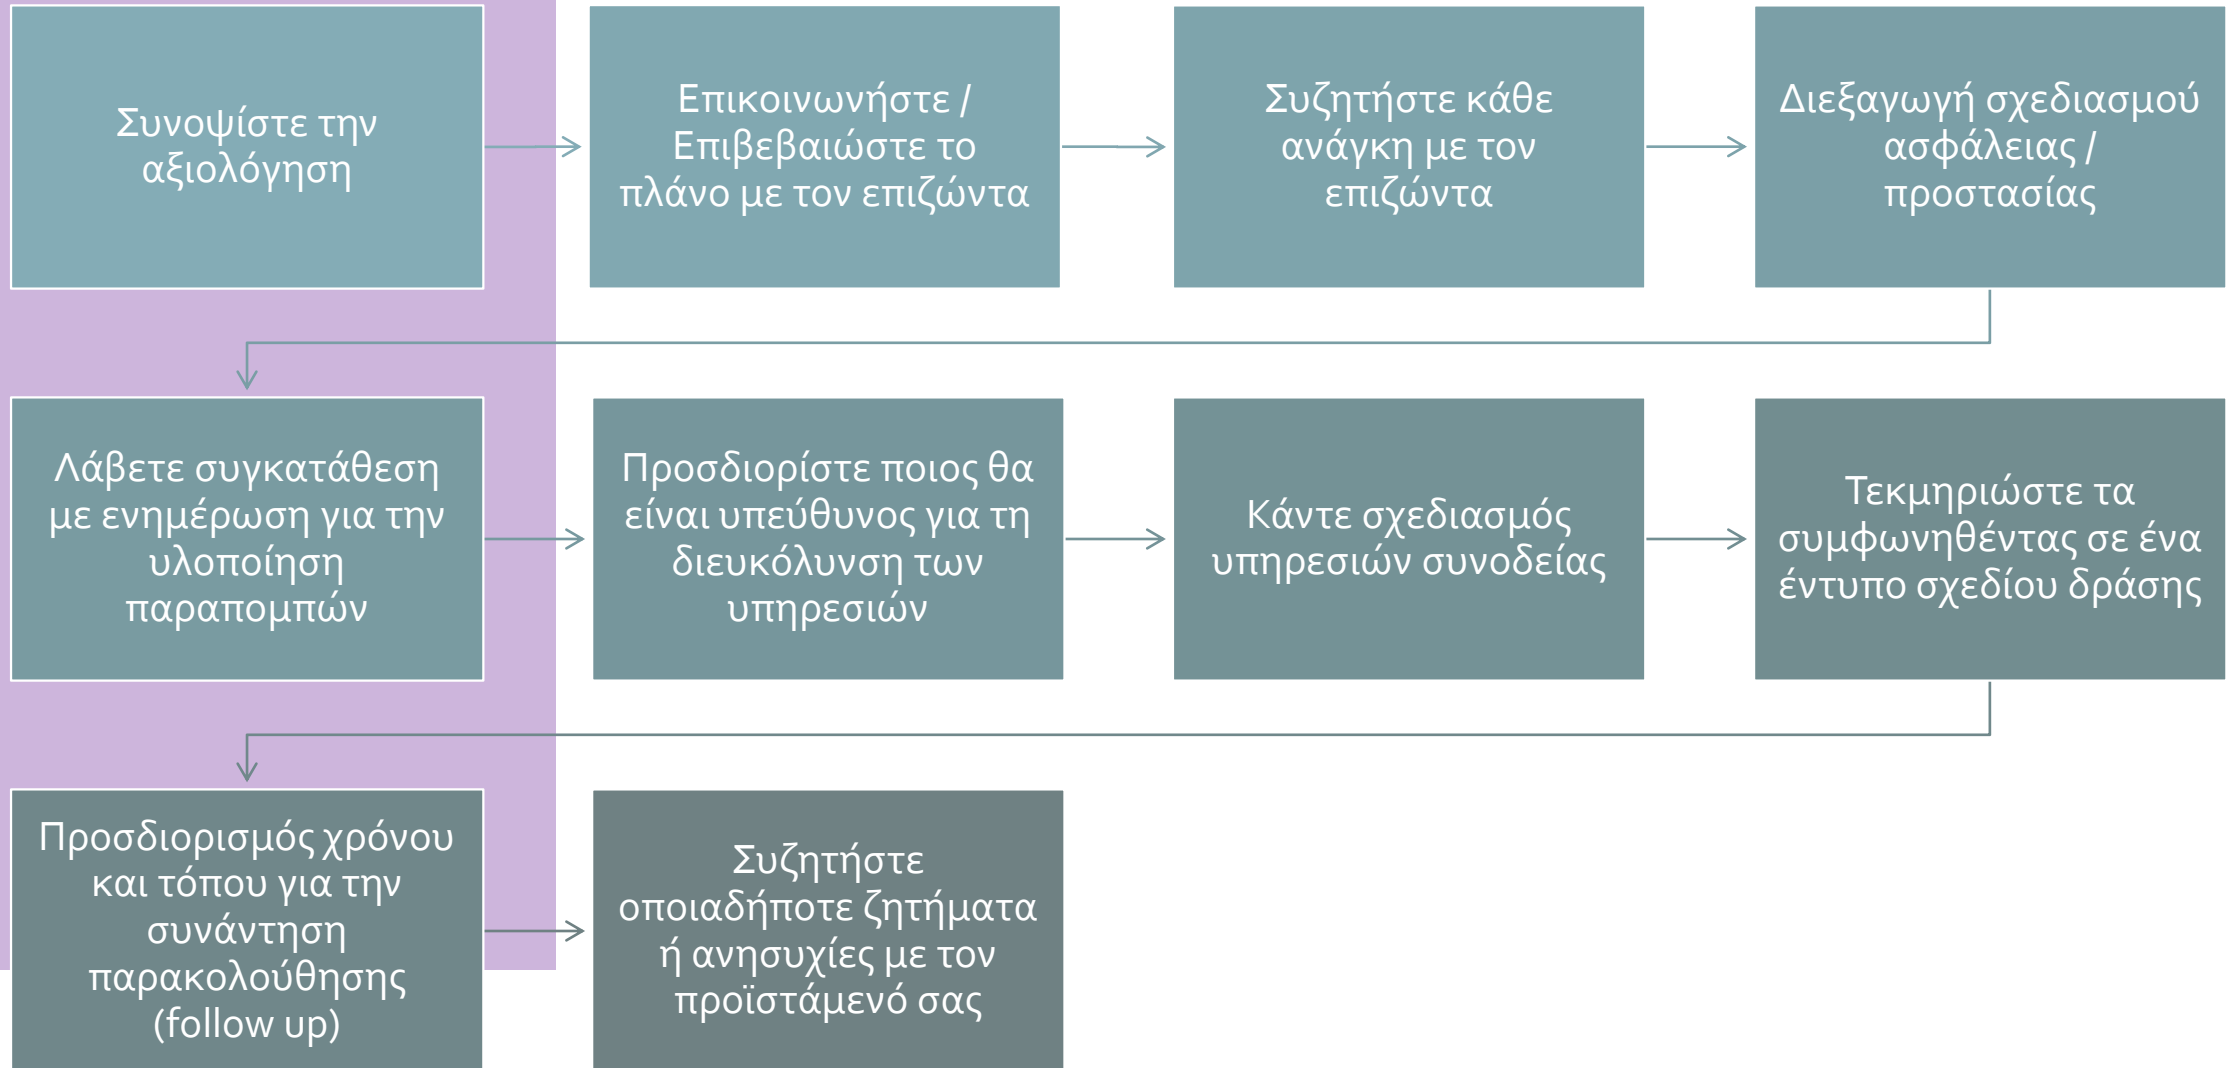 Συνοψίστε την
αξιολόγηση
Επικοινωνήστε /
Επιβεβαιώστε το
πλάνο με τον επιζώντα
Συζητήστε κάθε
ανάγκη με τον
επιζώντα
Διεξαγωγή σχεδιασμού
ασφάλειας /
προστασίας
Λάβετε συγκατάθεση
με ενημέρωση για την
υλοποίηση
παραπομπών
Προσδιορίστε ποιος θα
είναι υπεύθυνος για τη
διευκόλυνση των
υπηρεσιών
Κάντε σχεδιασμός
υπηρεσιών συνοδείας
Τεκμηριώστε τα
συμφωνηθέντας σε ένα
έντυπο σχεδίου δράσης
Προσδιορισμός χρόνου
και τόπου για την
συνάντηση
παρακολούθησης
(follow up)
Συζητήστε
οποιαδήποτε ζητήματα
ή ανησυχίες με τον
προϊστάμενό σας